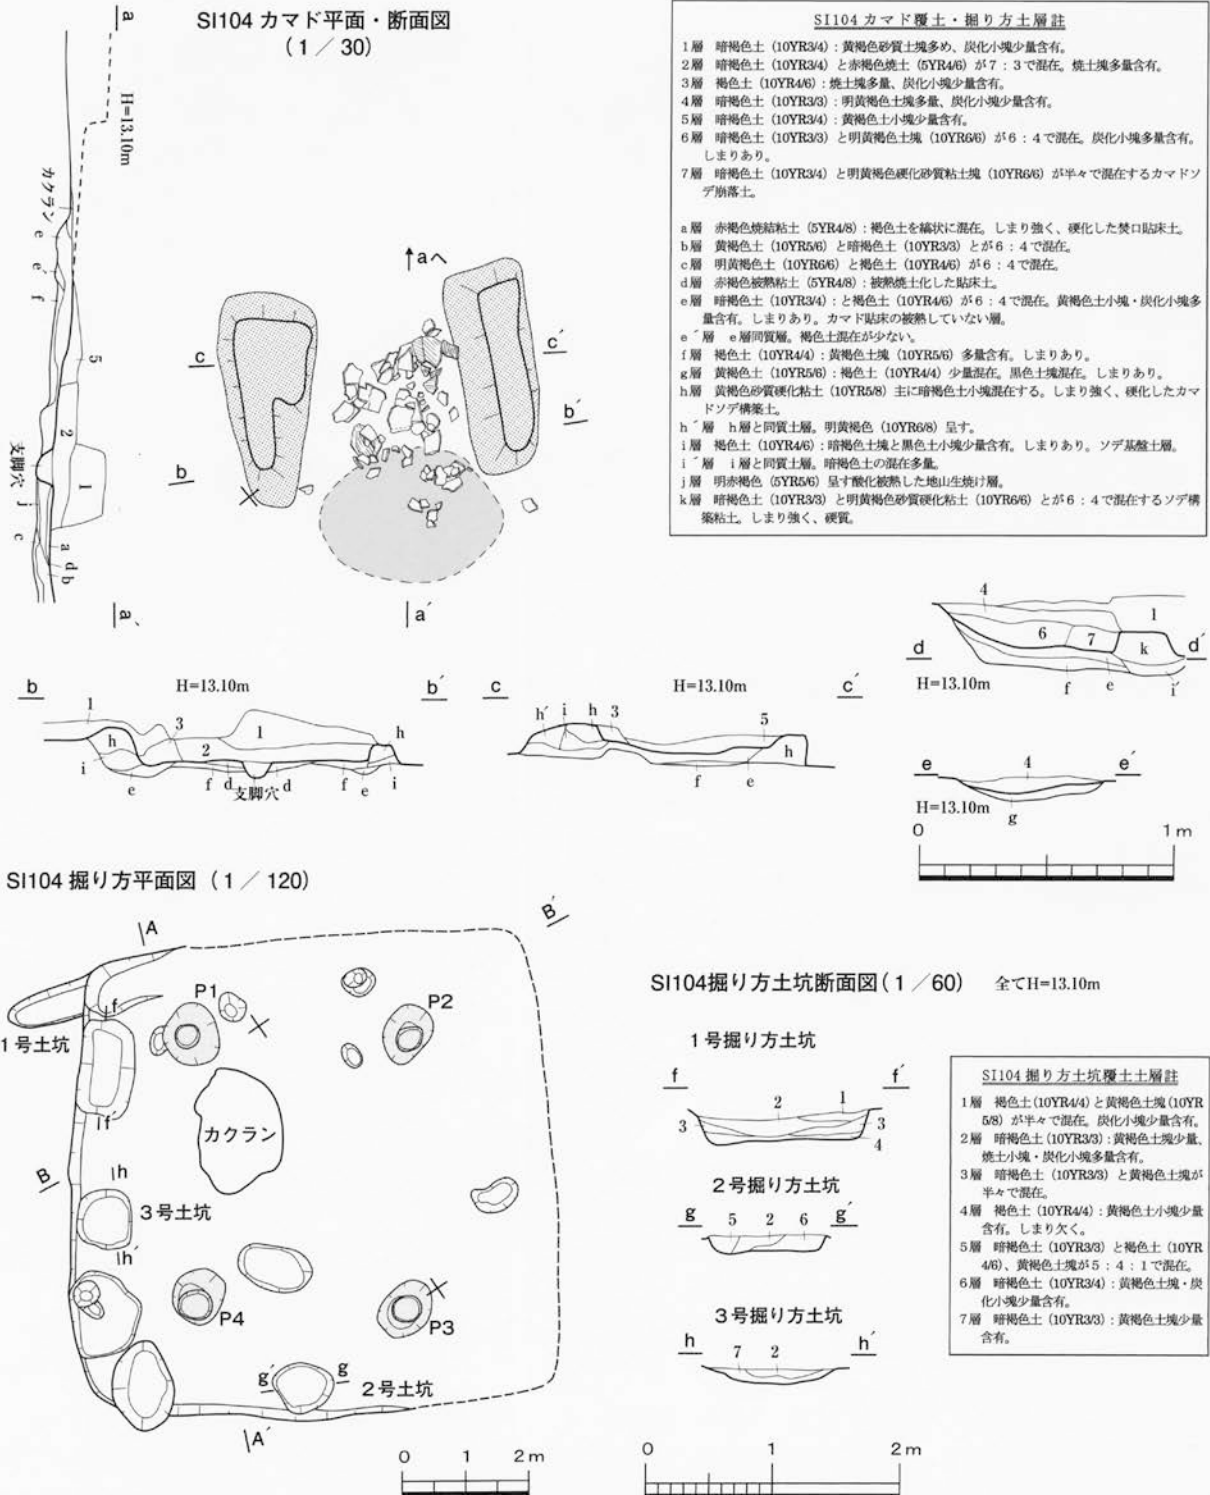 SI104 カマド平面・断面図
(1／30)
a
H=13.10m
カクラン
e
e´
f
5
2
1
支脚穴
j
c
a
d
b
a、
↑aへ
c
c´
b´
b
a´
SI104 カマド覆土・掘り方土層註
1層 暗褐色土 (10YR3/4)：黄褐色砂質土塊多め、炭化小塊少量含有。
2層 暗褐色土 (10YR3/4) と赤褐色焼土 (5YR4/6) が7：3で混在。焼土塊多量含有。
3層 褐色土 (10YR4/6)：焼土塊多量、炭化小塊少量含有。
4層 暗褐色土 (10YR3/3)：明黄褐色土塊多量、炭化小塊少量含有。
5層 暗褐色土 (10YR3/4)：黄褐色土小塊少量含有。
6層 暗褐色土 (10YR3/3) と明黄褐色土塊 (10YR6/6) が6：4で混在。炭化小塊多量含有。
しまりあり。
7層 暗褐色土 (10YR3/4) と明黄褐色硬化砂質粘土塊 (10YR6/6) が半々で混在するカマドソ
デ崩落土。
a層 赤褐色焼結粘土 (5YR4/8)：褐色土を縞状に混在。しまり強く、硬化した焚口貼床土。
b層 黄褐色土 (10YR5/6) と暗褐色土 (10YR3/3) とが6：4で混在。
c層 明黄褐色土 (10YR6/6) と褐色土 (10YR4/6) が6：4で混在。
d層 赤褐色被熱粘土 (5YR4/8)：被熱焼土化した貼床土。
e層 暗褐色土 (10YR3/4)：と褐色土 (10YR4/6) が6：4で混在。黄褐色土小塊・炭化小塊多
量含有。しまりあり。カマド貼床の被熱していない層。
e´層 e層同質層。褐色土混在が少ない。
f層 褐色土 (10YR4/4)：黄褐色土塊 (10YR5/6) 多量含有。しまりあり。
g層 黄褐色土 (10YR5/6)：褐色土 (10YR4/4) 少量混在。黒色土塊混在。しまりあり。
h層 黄褐色砂質硬化粘土 (10YR5/8) 主に暗褐色土小塊混在する。しまり強く、硬化したカマ
ドソデ構築土。
h´層 h層と同質土層。明黄褐色 (10YR6/8) 呈す。
i層 褐色土 (10YR4/6)：暗褐色土塊と黒色土小塊少量含有。しまりあり。ソデ基盤土層。
i´層 i層と同質土層。暗褐色土の混在多量。
j層 明赤褐色 (5YR5/6) 呈す酸化被熱した地山生焼け層。
k層 暗褐色土 (10YR3/3) と明黄褐色砂質硬化粘土 (10YR6/6) とが6：4で混在するソデ構
築粘土。しまり強く、硬質。
b H=13.10m b´
1 3 1 h
h 2
i e f d 支脚穴 d f e i
c H=13.10m c´
h´ i h 3 5
h
f e
4
1
6 7 k
d d´
H=13.10m f e i´
e 4 e´
H=13.10m
g
0 1m
SI104 掘り方平面図 (1／120)
A
B´
f
P1
P2
1号土坑
f´
カクラン
B
h
3号土坑
h´
P4
P3
g´ g
2号土坑
A´
0 1 2m
SI104掘り方土坑断面図(1／60) 全てH=13.10m
1号掘り方土坑
f f´
2 1
3 3
4
2号掘り方土坑
g 5 2 6 g´
3号掘り方土坑
h 7 2 h´
0 1 2m
SI104 掘り方土坑覆土土層註
1層 褐色土(10YR4/4) と黄褐色土塊(10YR
5/8) が半々で混在。炭化小塊少量含有。
2層 暗褐色土(10YR3/3)：黄褐色土塊少量、
焼土小塊・炭化小塊多量含有。
3層 暗褐色土 (10YR3/3) と黄褐色土塊が
半々で混在。
4層 褐色土 (10YR4/4)：黄褐色土小塊少量
含有。しまり欠く。
5層 暗褐色土 (10YR3/3) と褐色土 (10YR
4/6)、黄褐色土塊が5：4：1で混在。
6層 暗褐色土 (10YR3/4)：黄褐色土塊・炭
化小塊少量含有。
7層 暗褐色土 (10YR3/3)：黄褐色土塊少量
含有。